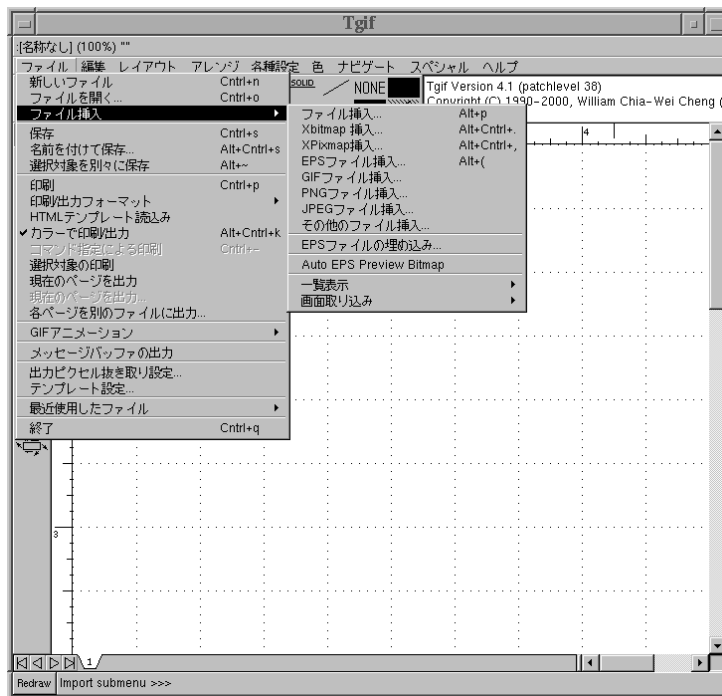 Tgif
:[名称なし] (100%) ""
ファイル 編集 レイアウト アレンジ 各種設定 色 ナビゲート スペシャル ヘルプ
新しいファイル Cntrl+n
ファイルを開く... Cntrl+o
ファイル挿入
保存 Cntrl+s
名前を付けて保存... Alt+Cntrl+s
選択対象を別々に保存 Alt+~
印刷 Cntrl+p
印刷/出力フォーマット
HTMLテンプレート読込み
カラーで印刷/出力 Alt+Cntrl+k
コマンド指定による印刷 Cntrl+-
選択対象の印刷
現在のページを出力
現在のページを出力...
各ページを別のファイルに出力...
GIFアニメーション
メッセージバッファの出力
出力ピクセル抜き取り設定...
テンプレート設定...
最近使用したファイル
終了 Cntrl+q
SOLID
NONE
Tgif Version 4.1 (patchlevel 38)
Copyright (C) 1990-2000, William Chia-Wei Cheng (
ファイル挿入... Alt+p
Xbitmap 挿入... Alt+Cntrl+.
XPixmap挿入... Alt+Cntrl+,
EPSファイル挿入... Alt+(
GIFファイル挿入...
PNGファイル挿入...
JPEGファイル挿入...
その他のファイル挿入...
EPSファイルの埋め込み...
Auto EPS Preview Bitmap
一覧表示
画面取り込み
4
3
1
Redraw Import submenu >>>